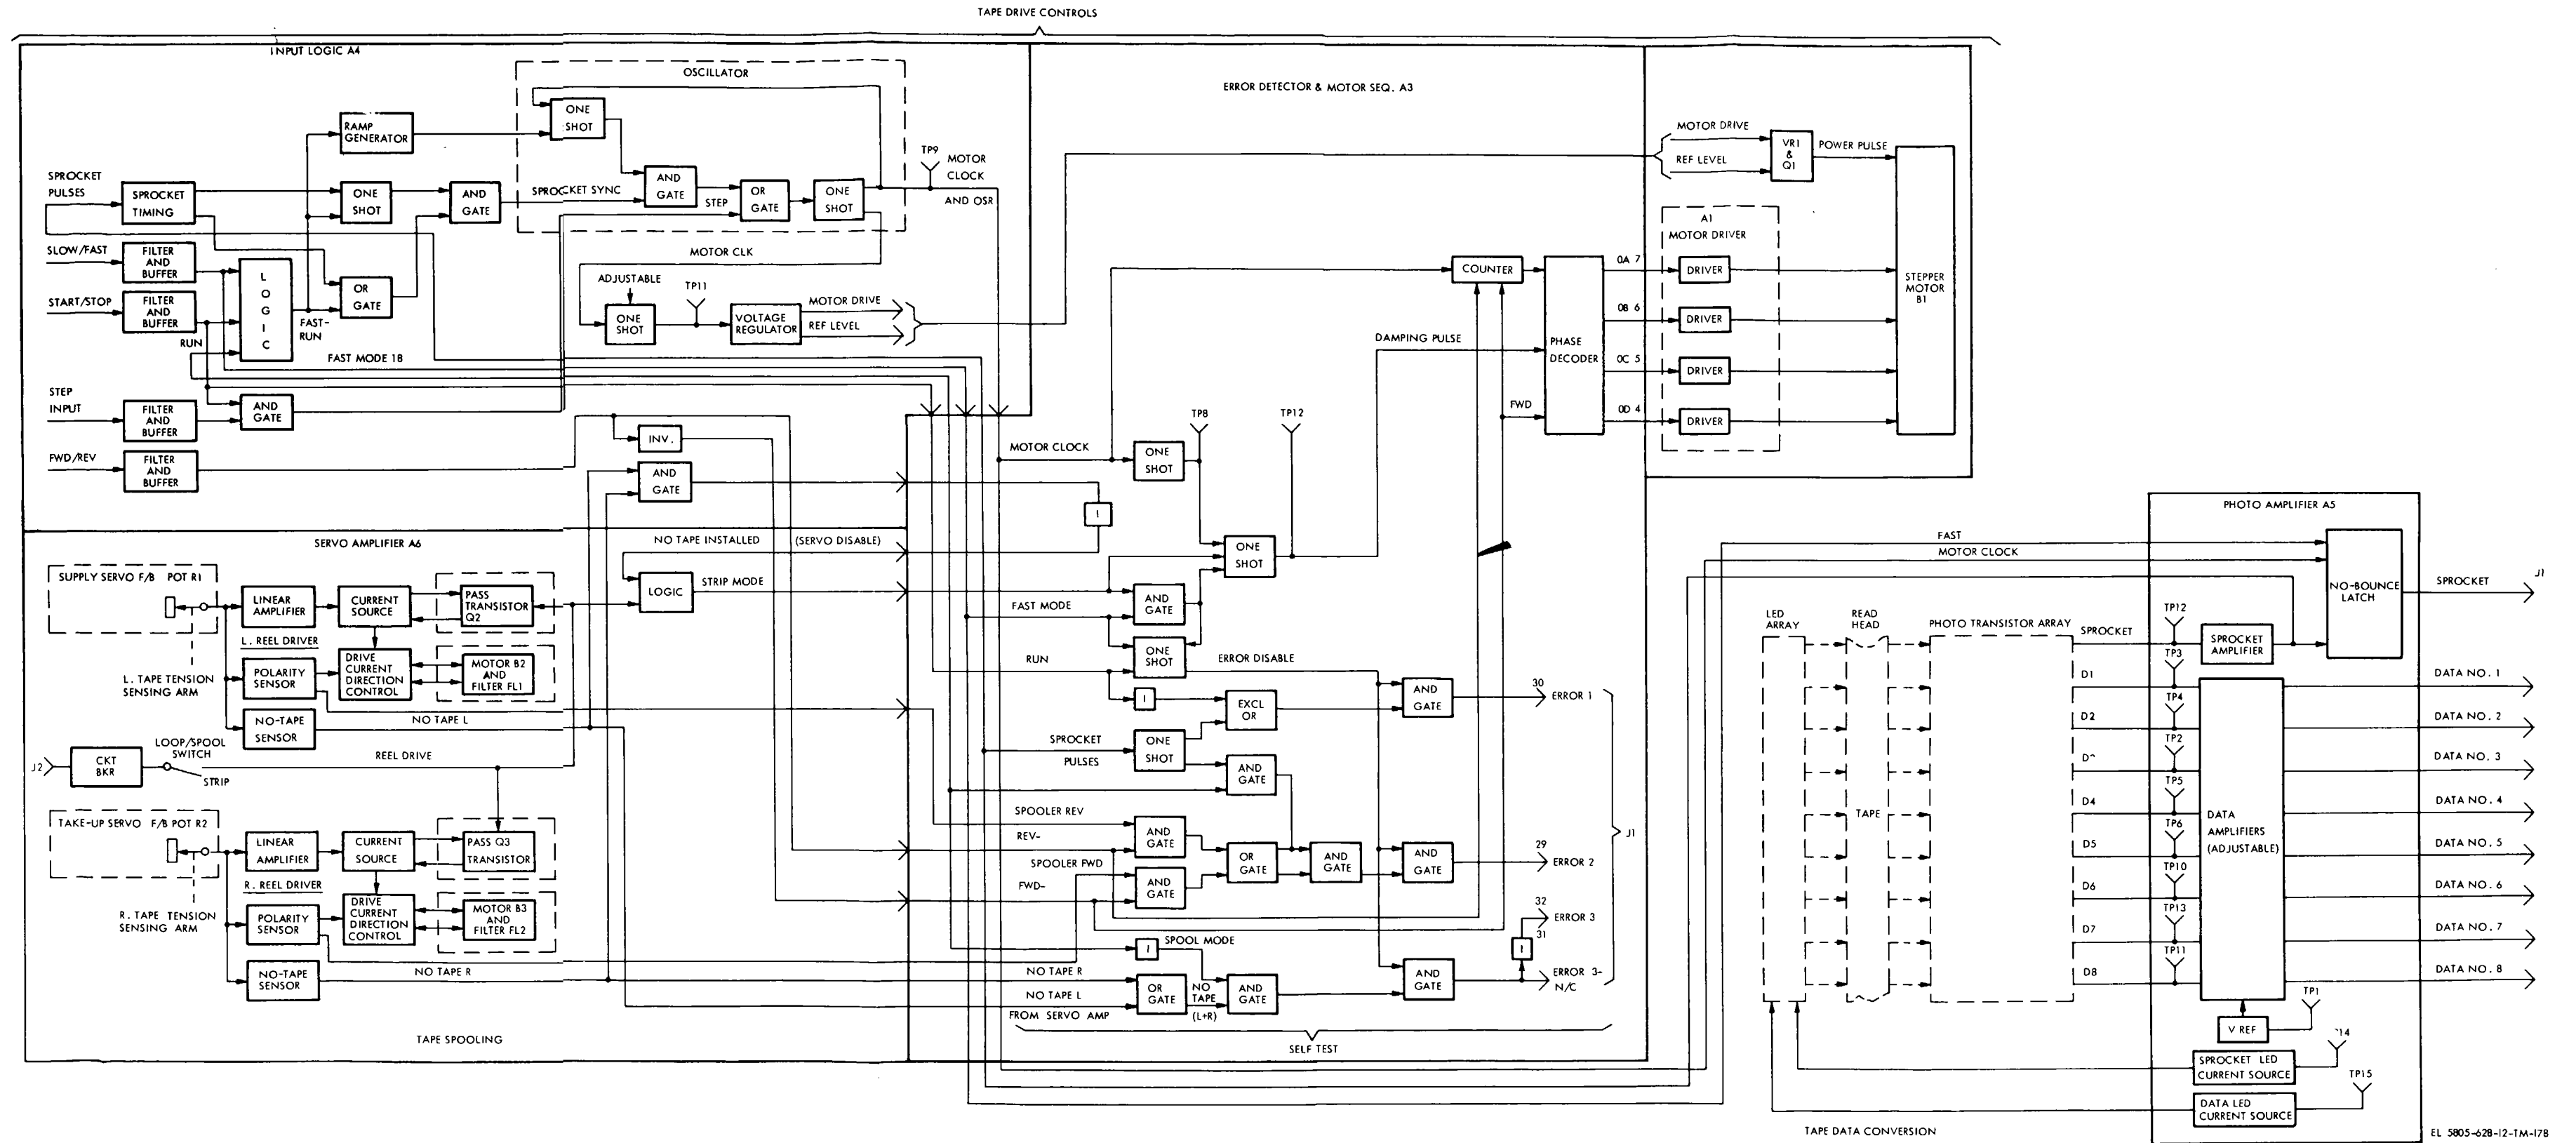 TAPE DRIVE CONTROLS
INPUT LOGIC A4
OSCILLATOR
ONE
SHOT
RAMP
GENERATOR
SPROCKET
PULSES
SPROCKET
TIMING
ONE
SHOT
AND
GATE
SPROCKET SYNC
AND
GATE
STEP
OR
GATE
ONE
SHOT
TP9
MOTOR
CLOCK
AND OSR
SLOW/FAST
FILTER
AND
BUFFER
START/STOP
FILTER
AND
BUFFER
LOGIC
OR
GATE
FAST-
RUN
RUN
FAST MODE 18
MOTOR CLK
ADJUSTABLE
ONE
SHOT
TP11
VOLTAGE
REGULATOR
MOTOR DRIVE
REF LEVEL
STEP
INPUT
FILTER
AND
BUFFER
AND
GATE
FWD/REV
FILTER
AND
BUFFER
INV.
AND
GATE
ERROR DETECTOR & MOTOR SEQ. A3
MOTOR DRIVE
REF LEVEL
VR1
&
Q1
POWER PULSE
A1
MOTOR DRIVER
COUNTER
PHASE
DECODER
0A 7
0B 6
0C 5
0D 4
DRIVER
DRIVER
DRIVER
DRIVER
STEPPER
MOTOR
B1
DAMPING PULSE
FWD
TP8
TP12
MOTOR CLOCK
ONE
SHOT
I
ONE
SHOT
FAST MODE
AND
GATE
ONE
SHOT
RUN
ERROR DISABLE
I
EXCL
OR
AND
GATE
30
ERROR 1
SPROCKET
PULSES
ONE
SHOT
AND
GATE
SPOOLER REV
REV-
AND
GATE
SPOOLER FWD
FWD-
AND
GATE
OR
GATE
AND
GATE
AND
GATE
29
ERROR 2
J1
32
ERROR 3
31
I
ERROR 3-
N/C
I
SPOOL MODE
NO TAPE R
NO TAPE L
FROM SERVO AMP
OR
GATE
NO
TAPE
(L+R)
AND
GATE
AND
GATE
SELF TEST
SERVO AMPLIFIER A6
NO TAPE INSTALLED (SERVO DISABLE)
LOGIC
STRIP MODE
SUPPLY SERVO F/B POT R1
LINEAR
AMPLIFIER
CURRENT
SOURCE
PASS
TRANSISTOR
Q2
L. REEL DRIVER
POLARITY
SENSOR
DRIVE
CURRENT
DIRECTION
CONTROL
MOTOR B2
AND
FILTER FL1
L. TAPE TENSION
SENSING ARM
NO-TAPE
SENSOR
NO TAPE L
J2
CKT
BKR
LOOP/SPOOL
SWITCH
STRIP
REEL DRIVE
TAKE-UP SERVO F/B POT R2
LINEAR
AMPLIFIER
CURRENT
SOURCE
PASS Q3
TRANSISTOR
R. REEL DRIVER
POLARITY
SENSOR
DRIVE
CURRENT
DIRECTION
CONTROL
MOTOR B3
AND
FILTER FL2
R. TAPE TENSION
SENSING ARM
NO-TAPE
SENSOR
NO TAPE R
TAPE SPOOLING
PHOTO AMPLIFIER A5
FAST
MOTOR CLOCK
NO-BOUNCE
LATCH
SPROCKET
J1
LED
ARRAY
READ
HEAD
PHOTO TRANSISTOR ARRAY
SPROCKET
TP12
SPROCKET
AMPLIFIER
TP3
D1
DATA NO. 1
TP4
D2
DATA NO. 2
TP2
DATA NO. 3
TP5
D4
DATA NO. 4
TAPE
DATA
AMPLIFIERS
(ADJUSTABLE)
TP6
D5
DATA NO. 5
TP10
D6
DATA NO. 6
TP13
D7
DATA NO. 7
TP11
D8
DATA NO. 8
V REF
TP1
SPROCKET LED
CURRENT SOURCE
DATA LED
CURRENT SOURCE
TP15
TAPE DATA CONVERSION
EL 5805-628-12-TM-178